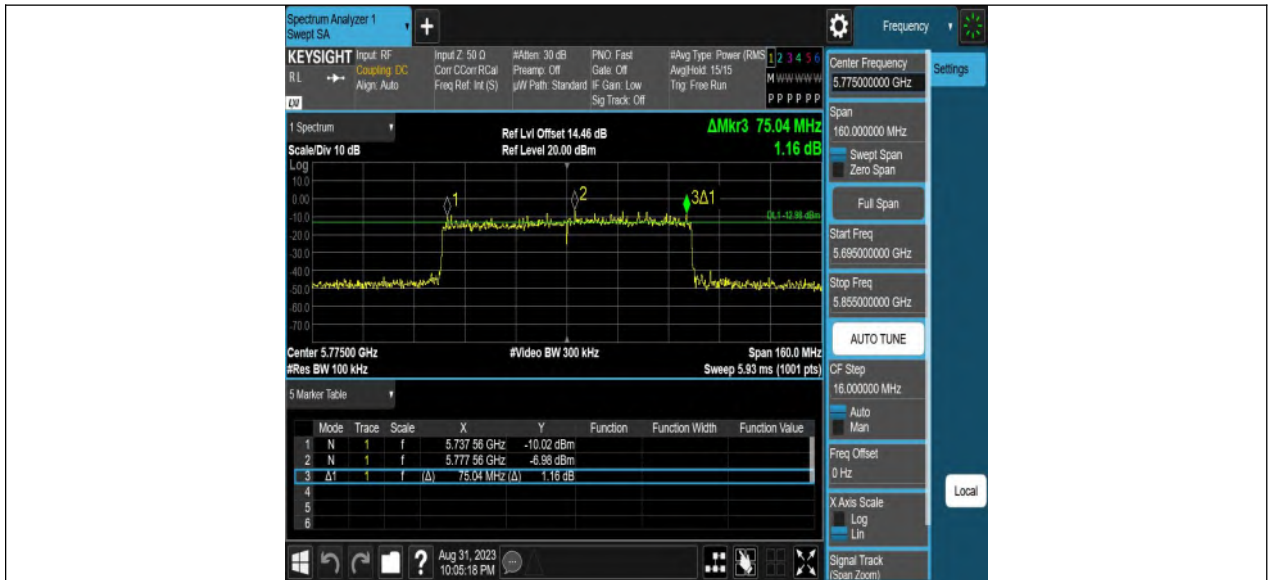 Spectrum Analyzer 1
Swept SA
+
Frequency
KEYSIGHT
RL
LXI
Input: RF
Coupling: DC
Align: Auto
Input Z: 50 Ω
Corr CCorr RCal
Freq Ref: Int (S)
#Atten: 30 dB
Preamp: Off
µW Path: Standard
PNO: Fast
Gate: Off
IF Gain: Low
Sig Track: Off
#Avg Type: Power (RMS
Avg|Hold: 15/15
Trig: Free Run
1 2 3 4 5 6
M W W W W W
P P P P P P
1 Spectrum
Scale/Div 10 dB
Ref Lvl Offset 14.46 dB
Ref Level 20.00 dBm
ΔMkr3 75.04 MHz
1.16 dB
Log
10.0
0.00
-10.0
-20.0
-30.0
-40.0
-50.0
-60.0
-70.0
1
2
3Δ1
DL1 -12.98 dBm
Center 5.77500 GHz
#Video BW 300 kHz
Span 160.0 MHz
#Res BW 100 kHz
Sweep 5.93 ms (1001 pts)
5 Marker Table
Mode Trace Scale X Y Function Function Width Function Value
1 N 1 f 5.737 56 GHz -10.02 dBm
2 N 1 f 5.777 56 GHz -6.98 dBm
3 Δ1 1 f (Δ) 75.04 MHz (Δ) 1.16 dB
4
5
6
Aug 31, 2023
10:05:18 PM
Center Frequency
5.775000000 GHz
Settings
Span
160.000000 MHz
Swept Span
Zero Span
Full Span
Start Freq
5.695000000 GHz
Stop Freq
5.855000000 GHz
AUTO TUNE
CF Step
16.000000 MHz
Auto
Man
Freq Offset
0 Hz
X Axis Scale
Log
Lin
Local
Signal Track
(Span Zoom)